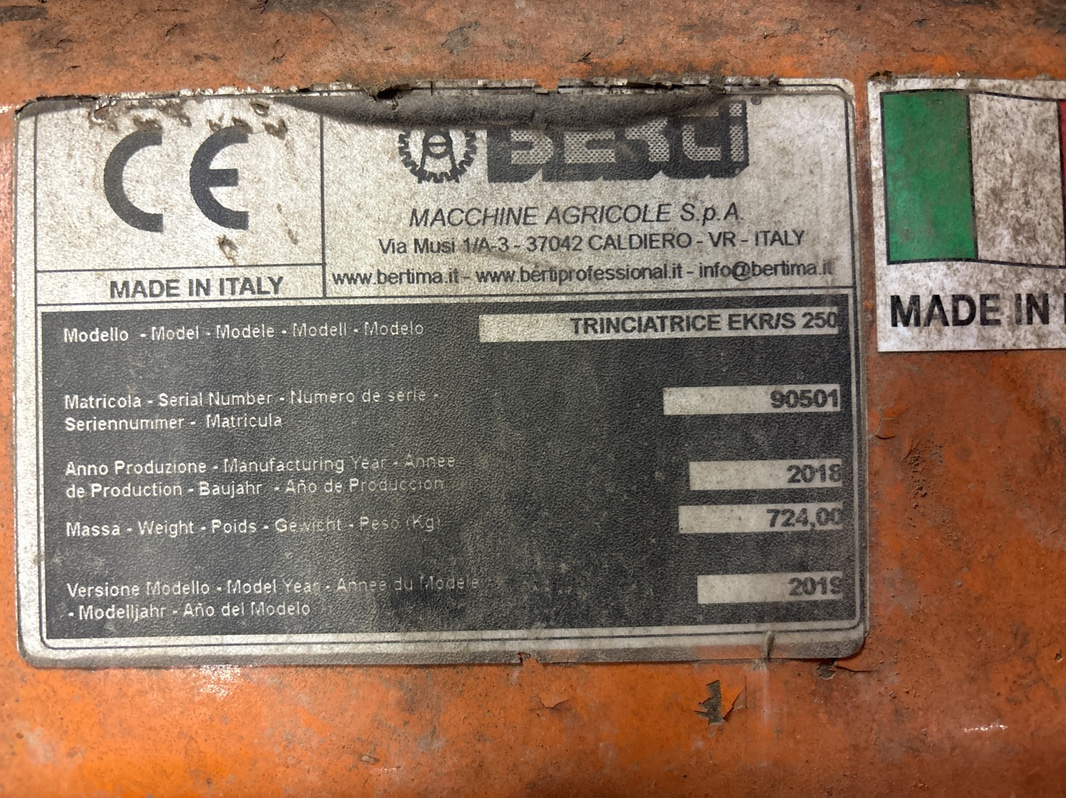 CE
MADE IN ITALY
Berti®
MACCHINE AGRICOLE S.p.A.
Via Musi 1/A-3 - 37042 CALDIERO - VR - ITALY
www.bertima.it - www.bertiprofessional.it - info@bertima.it
Modello - Model - Modèle - Modell - Modelo
TRINCIATRICE EKR/S 250
Matricola - Serial Number - Numero de serie -
Seriennummer - Matricula
90501
Anno Produzione - Manufacturing Year - Annee
de Production - Baujahr - Año de Produccion
2018
Massa - Weight - Poids - Gewicht - Peso (Kg)
724,00
Versione Modello - Model Year - Annee du Modele
- Modelljahr - Año del Modelo
2019
MADE IN